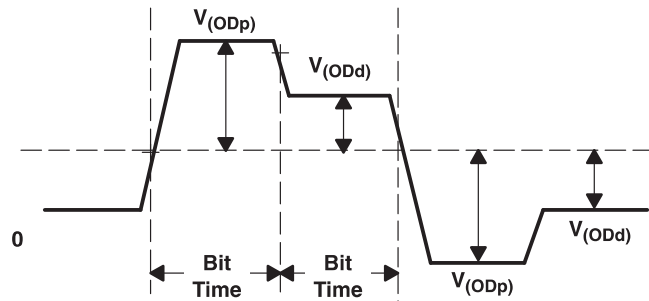 V(ODp)
V(ODd)
0
V(ODd)
Bit
Time
Bit
Time
V(ODp)